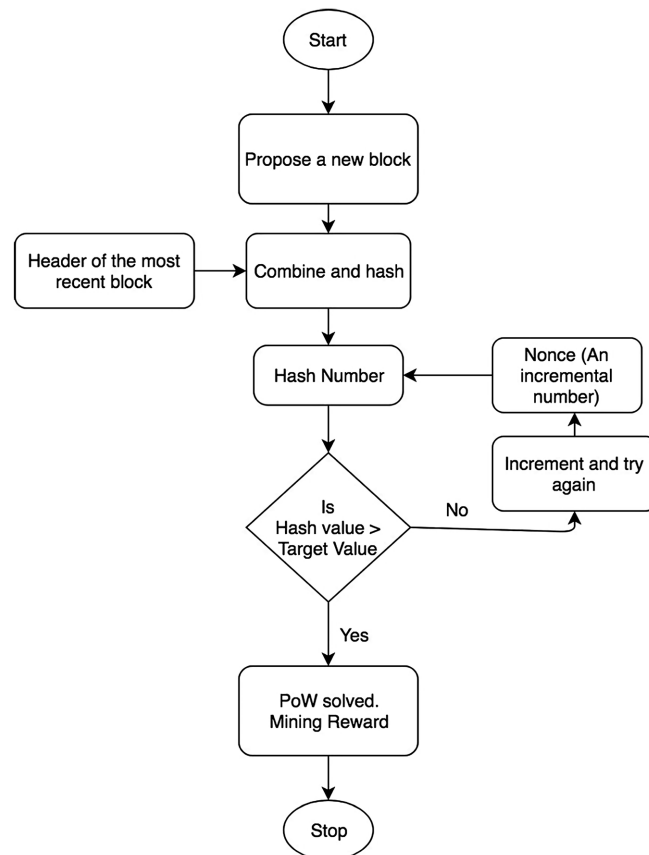 Start
Propose a new block
Header of the most
recent block
Combine and hash
Hash Number
Nonce (An
incremental
number)
Increment and try
again
Is
Hash value >
Target Value
No
Yes
PoW solved.
Mining Reward
Stop